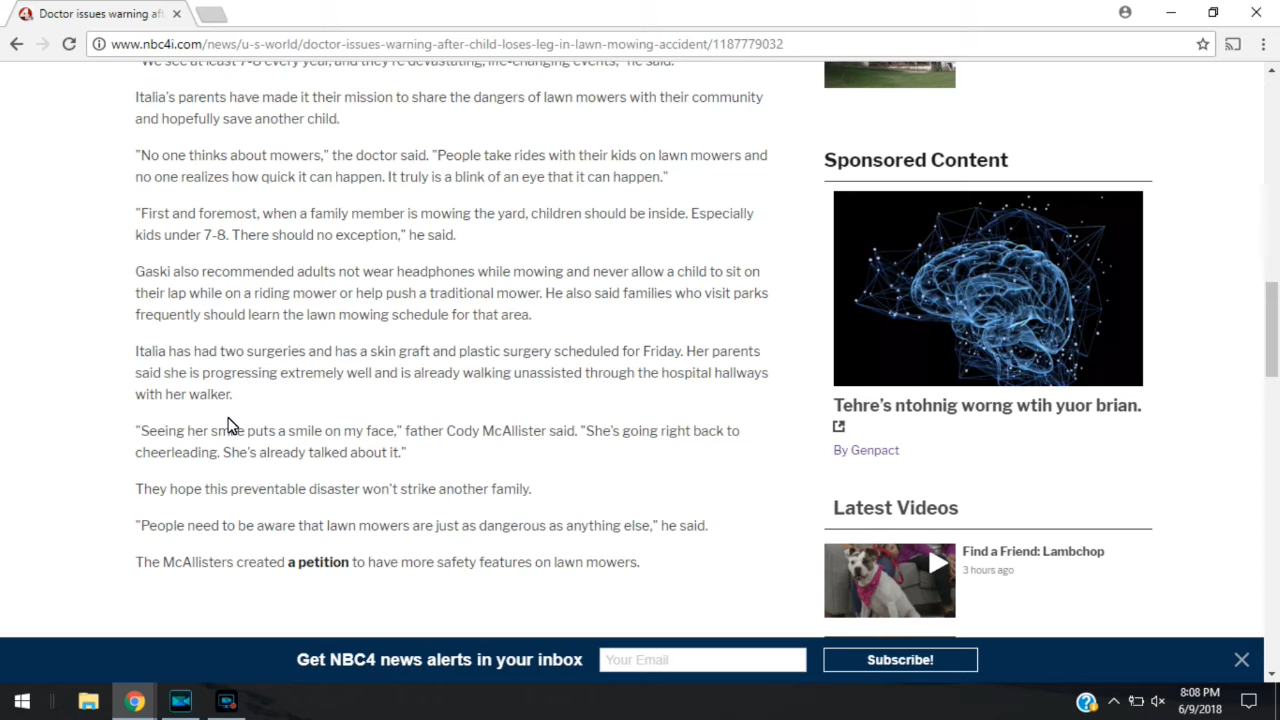 Doctor issues warning aft
www.nbc4i.com/news/u-s-world/doctor-issues-warning-after-child-loses-leg-in-lawn-mowing-accident/1187779032
"We see at least 7-8 every year, and they're devastating, life-changing events," he said.
Italia's parents have made it their mission to share the dangers of lawn mowers with their community
and hopefully save another child.
"No one thinks about mowers," the doctor said. "People take rides with their kids on lawn mowers and
no one realizes how quick it can happen. It truly is a blink of an eye that it can happen."
"First and foremost, when a family member is mowing the yard, children should be inside. Especially
kids under 7-8. There should no exception," he said.
Gaski also recommended adults not wear headphones while mowing and never allow a child to sit on
their lap while on a riding mower or help push a traditional mower. He also said families who visit parks
frequently should learn the lawn mowing schedule for that area.
Italia has had two surgeries and has a skin graft and plastic surgery scheduled for Friday. Her parents
said she is progressing extremely well and is already walking unassisted through the hospital hallways
with her walker.
"Seeing her smile puts a smile on my face," father Cody McAllister said. "She's going right back to
cheerleading. She's already talked about it."
They hope this preventable disaster won't strike another family.
"People need to be aware that lawn mowers are just as dangerous as anything else," he said.
The McAllisters created a petition to have more safety features on lawn mowers.
Sponsored Content
Tehre's ntohnig worng wtih yuor brian.
By Genpact
Latest Videos
Find a Friend: Lambchop
3 hours ago
Get NBC4 news alerts in your inbox
Your Email
Subscribe!
8:08 PM
6/9/2018